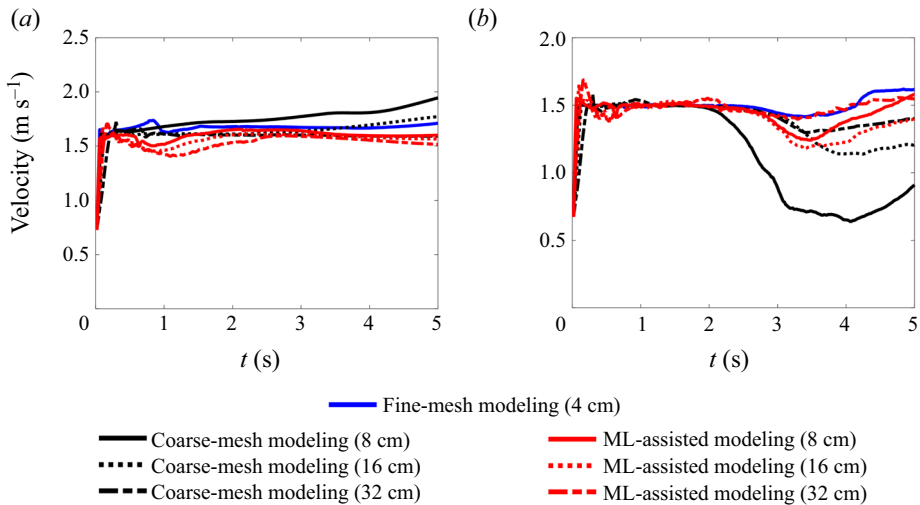 (a)
(b)
2.5
2.0
1.5
1.0
0.5
0
1
2
3
4
5
Velocity (m s⁻¹)
t (s)
2.0
1.5
1.0
0.5
0
1
2
3
4
5
t (s)
Fine-mesh modeling (4 cm)
Coarse-mesh modeling (8 cm)
Coarse-mesh modeling (16 cm)
Coarse-mesh modeling (32 cm)
ML-assisted modeling (8 cm)
ML-assisted modeling (16 cm)
ML-assisted modeling (32 cm)